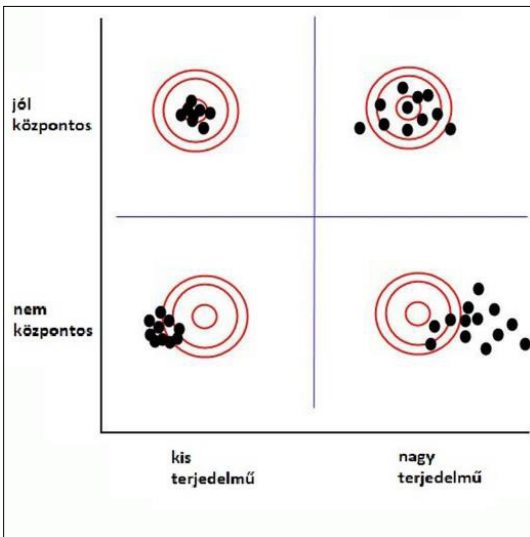 jól
központos
nem
központos
kis
terjedelmű
nagy
terjedelmű